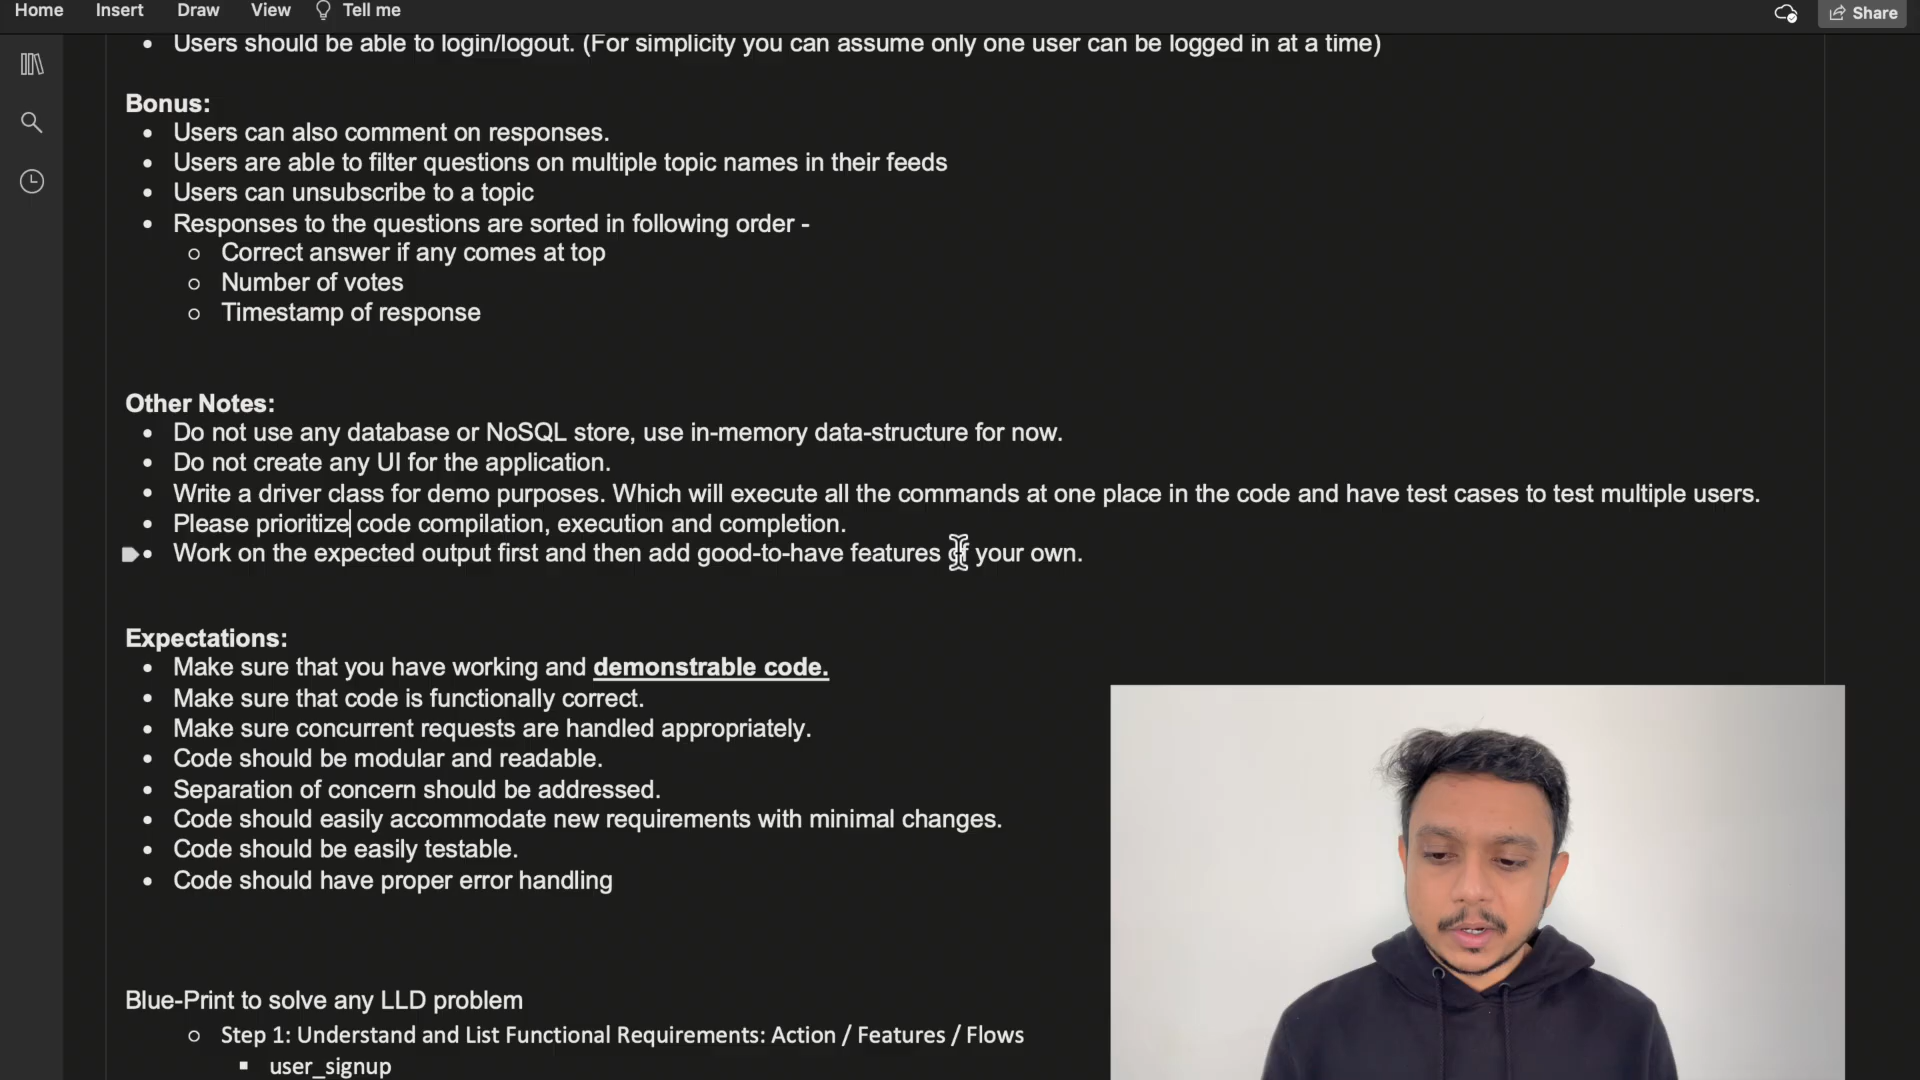 Home Insert Draw View Tell me Share
Users should be able to login/logout. (For simplicity you can assume only one user can be logged in at a time)
Bonus:
Users can also comment on responses.
Users are able to filter questions on multiple topic names in their feeds
Users can unsubscribe to a topic
Responses to the questions are sorted in following order -
Correct answer if any comes at top
Number of votes
Timestamp of response
Other Notes:
Do not use any database or NoSQL store, use in-memory data-structure for now.
Do not create any UI for the application.
Write a driver class for demo purposes. Which will execute all the commands at one place in the code and have test cases to test multiple users.
Please prioritize code compilation, execution and completion.
Work on the expected output first and then add good-to-have features of your own.
Expectations:
Make sure that you have working and demonstrable code.
Make sure that code is functionally correct.
Make sure concurrent requests are handled appropriately.
Code should be modular and readable.
Separation of concern should be addressed.
Code should easily accommodate new requirements with minimal changes.
Code should be easily testable.
Code should have proper error handling
Blue-Print to solve any LLD problem
Step 1: Understand and List Functional Requirements: Action / Features / Flows
user_signup